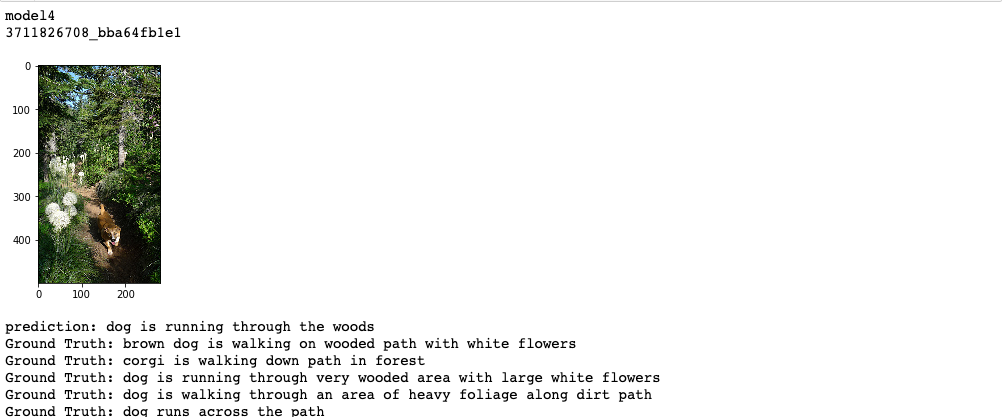 model4
3711826708_bba64fb1e1
0
100
200
300
400
0 100 200
prediction: dog is running through the woods
Ground Truth: brown dog is walking on wooded path with white flowers
Ground Truth: corgi is walking down path in forest
Ground Truth: dog is running through very wooded area with large white flowers
Ground Truth: dog is walking through an area of heavy foliage along dirt path
Ground Truth: dog runs across the path